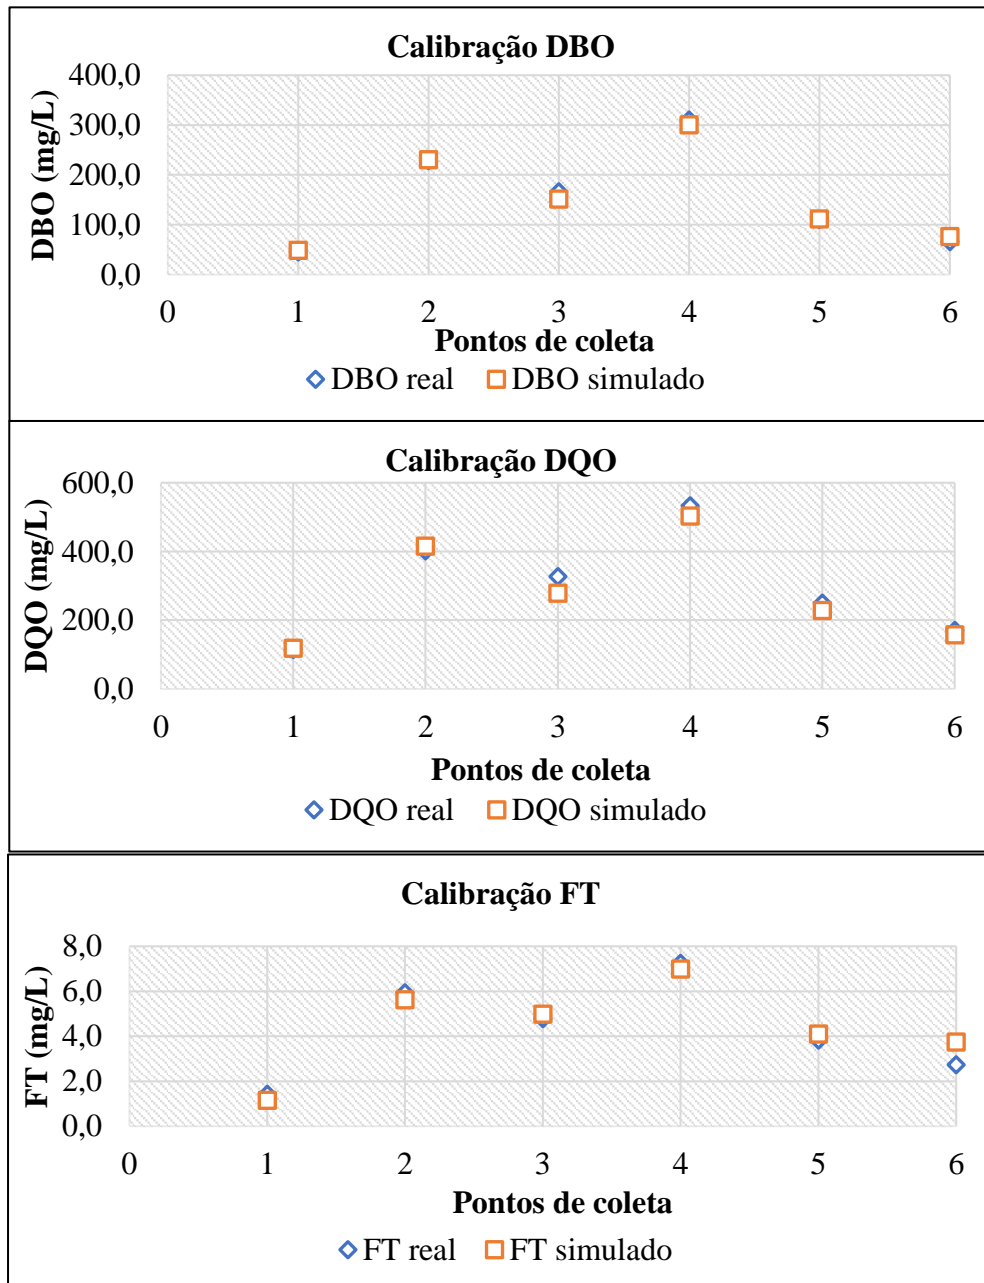 Calibração DBO
400,0
300,0
200,0
100,0
0,0
DBO (mg/L)
0 1 2 3 4 5 6
Pontos de coleta
DBO real DBO simulado
Calibração DQO
600,0
400,0
200,0
0,0
DQO (mg/L)
0 1 2 3 4 5 6
Pontos de coleta
DQO real DQO simulado
Calibração FT
8,0
6,0
4,0
2,0
0,0
FT (mg/L)
0 1 2 3 4 5 6
Pontos de coleta
FT real FT simulado